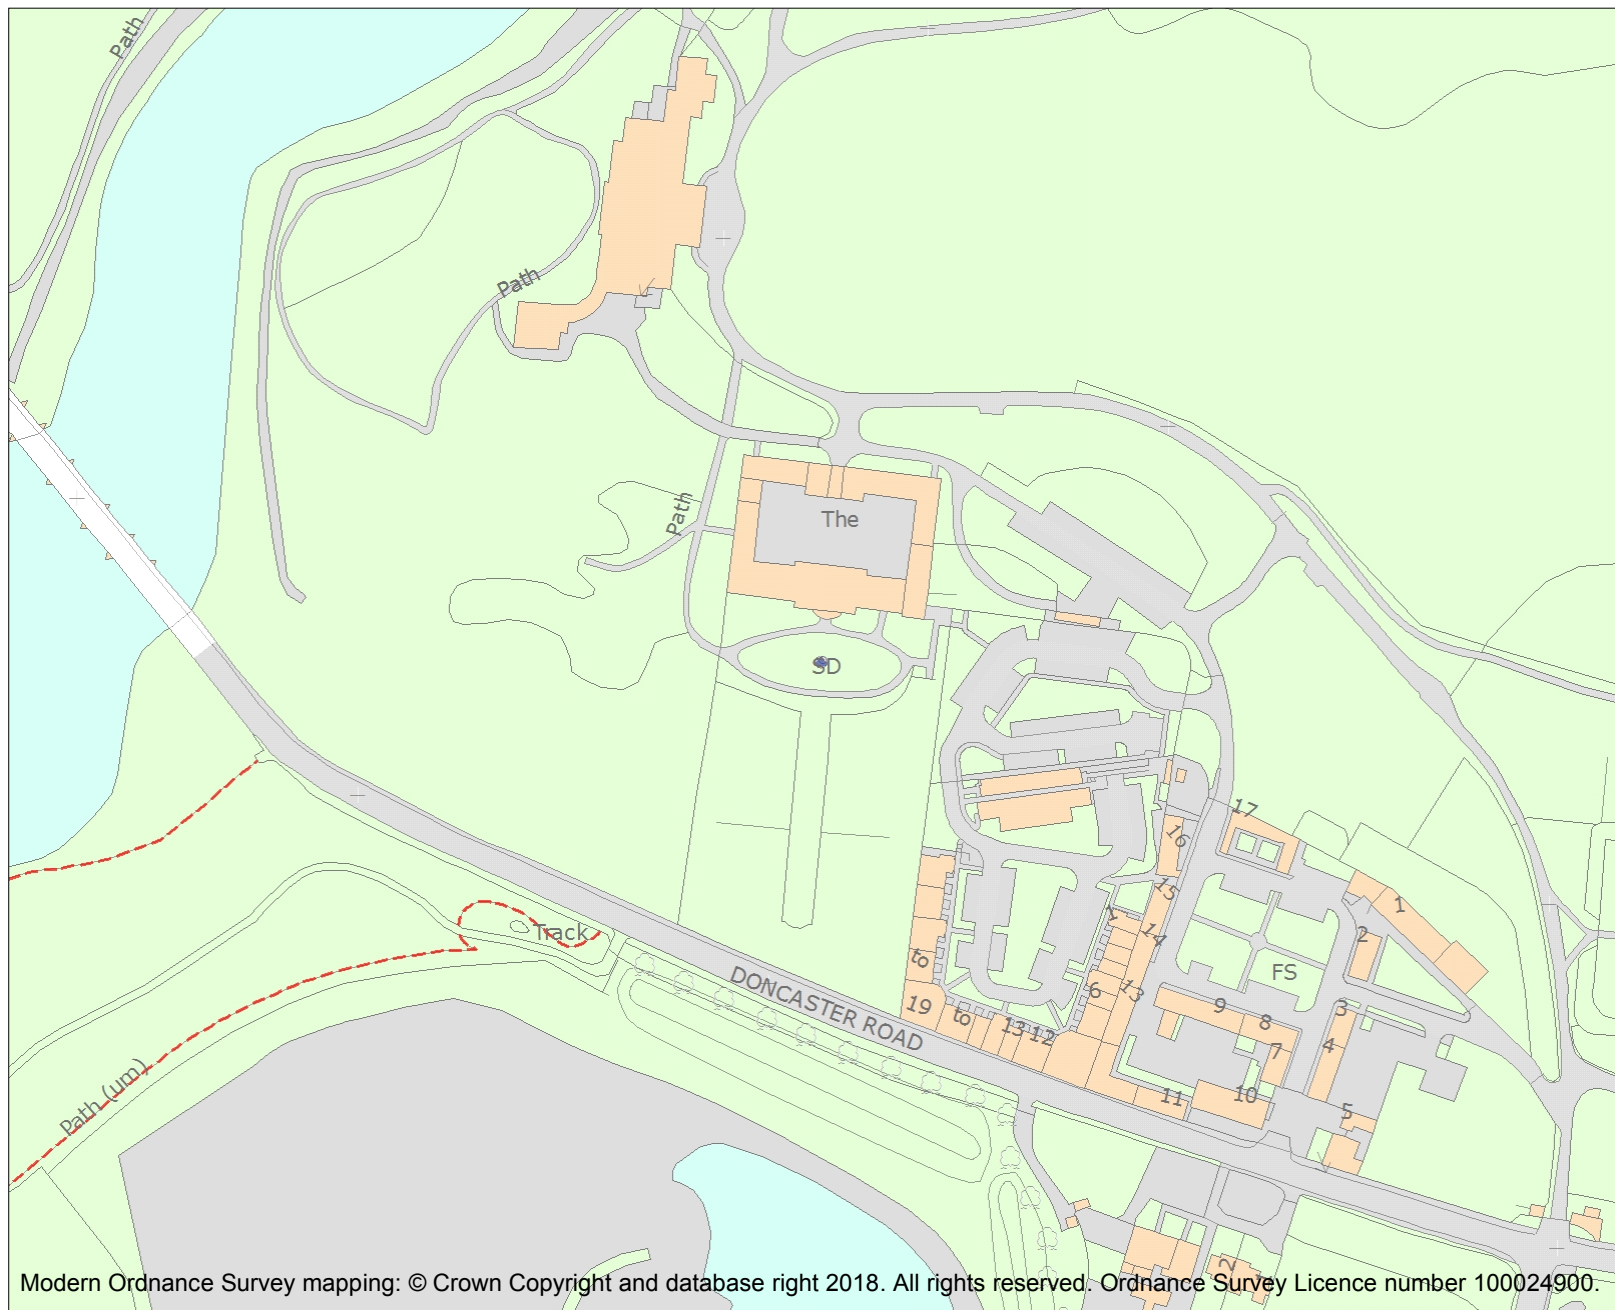 Path
Path
Path
The
SD
17
16
15
1
1
14
2
to
FS
13
6
19
to
13
12
9
8
3
7
4
11
10
5
DONCASTER ROAD
Track
Path (um)
2
1
Modern Ordnance Survey mapping: © Crown Copyright and database right 2018. All rights reserved. Ordnance Survey Licence number 100024900.